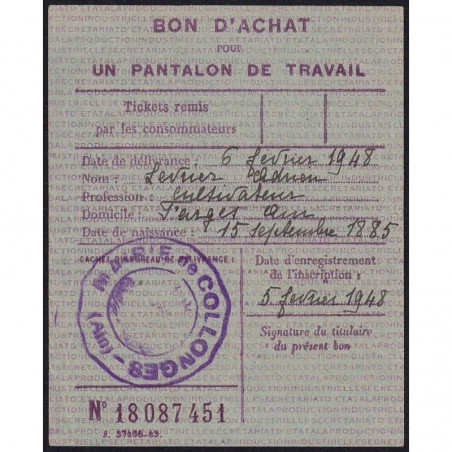 BON D'ACHAT
POUR
UN PANTALON DE TRAVAIL
Tickets remis
par les consommateurs
Date de délivrance : 6 février 1948
Nom :
Profession : Cultivateur
Domicile : Farges Ain
Date de naissance : 15 septembre 1885
CACHET DU BUREAU DE DÉLIVRANCE :
MAIRIE de COLLONGES
(Ain)
Date d'enregistrement
de l'inscription :
5 février 1948
Signature du titulaire
du présent bon
N° 18087451